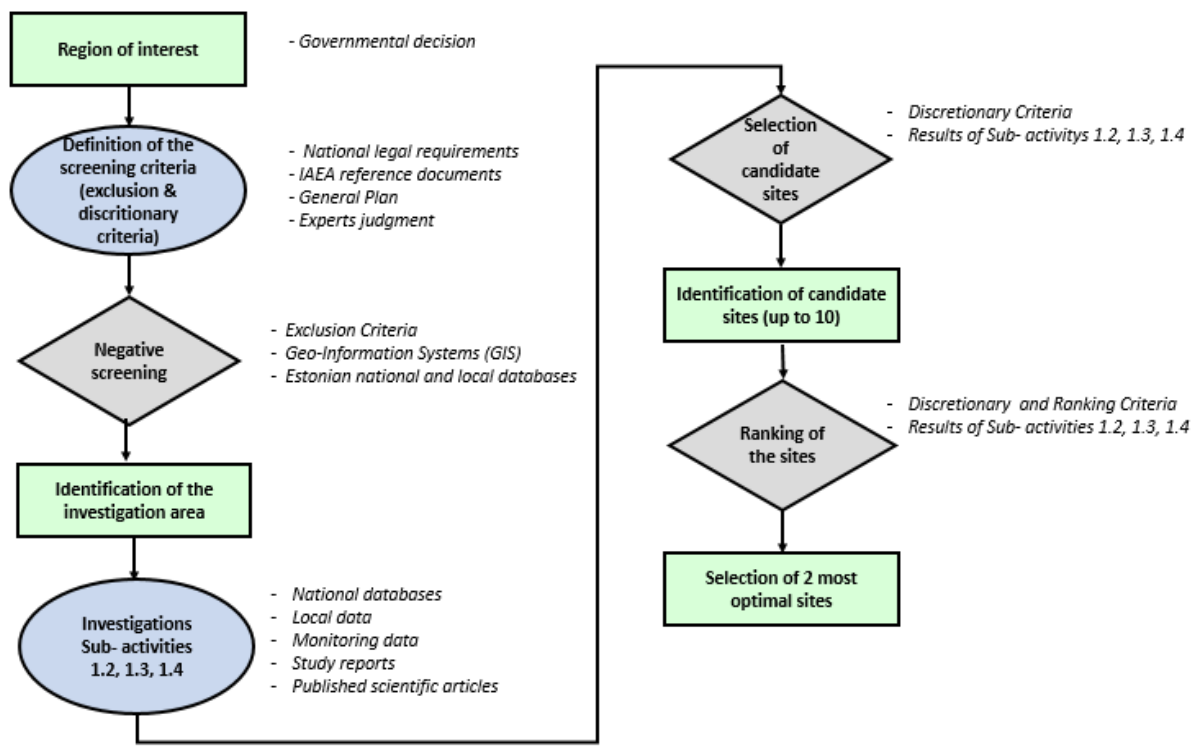 Region of interest
- Governmental decision
Definition of the
screening criteria
(exclusion &
discritionary
criteria)
- National legal requirements
- IAEA reference documents
- General Plan
- Experts judgment
Negative
screening
- Exclusion Criteria
- Geo-Information Systems (GIS)
- Estonian national and local databases
Identification of the
investigation area
Investigations
Sub- activities
1.2, 1.3, 1.4
- National databases
- Local data
- Monitoring data
- Study reports
- Published scientific articles
Selection
of
candidate
sites
- Discretionary Criteria
- Results of Sub- activitys 1.2, 1.3, 1.4
Identification of candidate
sites (up to 10)
Ranking of
the sites
- Discretionary and Ranking Criteria
- Results of Sub- activities 1.2, 1.3, 1.4
Selection of 2 most
optimal sites